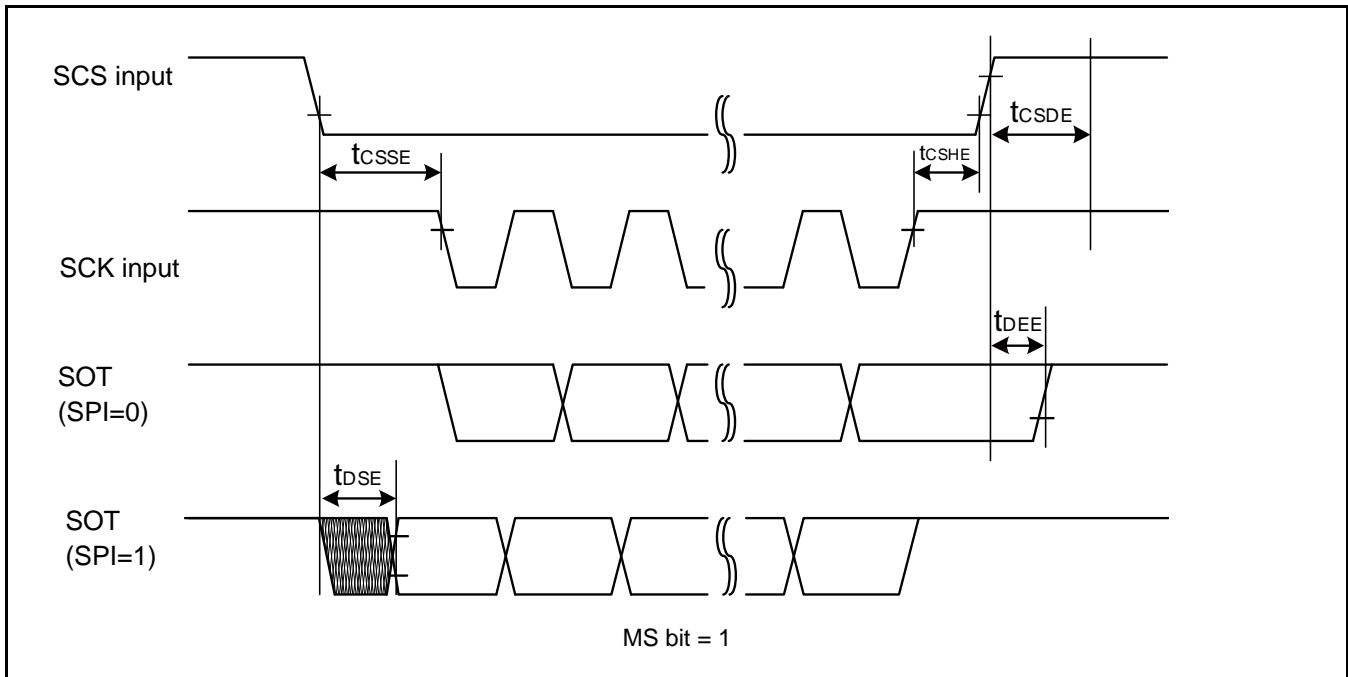 SCS input
tCSDE
tCSSE
tCSHE
SCK input
tDEE
SOT
(SPI=0)
tDSE
SOT
(SPI=1)
MS bit = 1